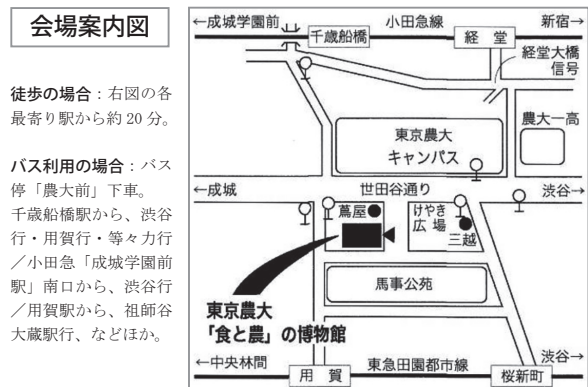 会場案内図
徒歩の場合：右図の各
最寄り駅から約 20 分。
バス利用の場合：バス
停「農大前」下車。
千歳船橋駅から、渋谷
行・用賀行・等々力行
／小田急「成城学園前
駅」南口から、渋谷行
／用賀駅から、祖師谷
大蔵駅行、などほか。
←成城学園前 小田急線 新宿→
千歳船橋 経堂
経堂大橋
信号
農大一高
東京農大
キャンパス
←成城 世田谷通り 渋谷→
蔦屋
けやき
広場
三越
馬事公苑
東京農大
「食と農」の博物館
渋谷→
←中央林間 東急田園都市線
用賀 桜新町